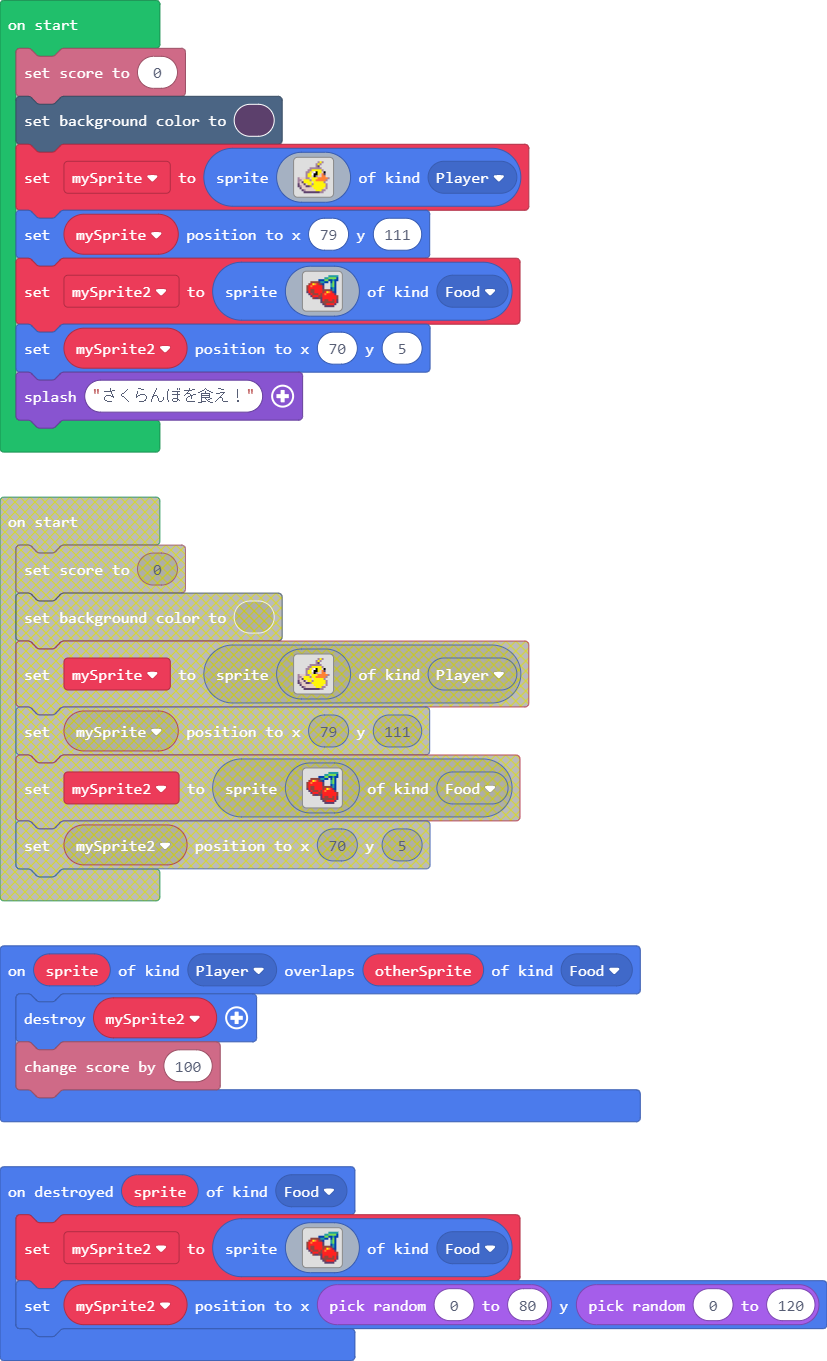 on start
set score to 0
set background color to
set mySprite to sprite of kind Player
set mySprite position to x 79 y 111
set mySprite2 to sprite of kind Food
set mySprite2 position to x 70 y 5
splash "さくらんぼを食え！"
on start
set score to 0
set background color to
set mySprite to sprite of kind Player
set mySprite position to x 79 y 111
set mySprite2 to sprite of kind Food
set mySprite2 position to x 70 y 5
on sprite of kind Player overlaps otherSprite of kind Food
destroy mySprite2
change score by 100
on destroyed sprite of kind Food
set mySprite2 to sprite of kind Food
set mySprite2 position to x pick random 0 to 80 y pick random 0 to 120